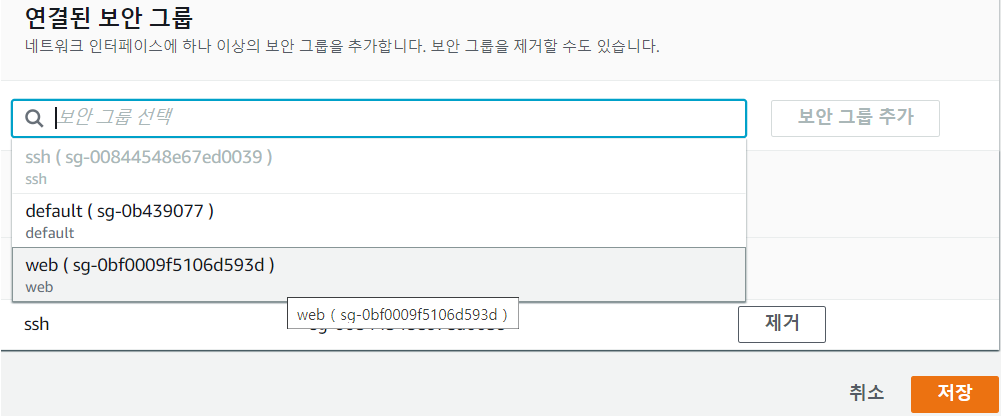 연결된 보안 그룹
네트워크 인터페이스에 하나 이상의 보안 그룹을 추가합니다. 보안 그룹을 제거할 수도 있습니다.
보안 그룹 선택
보안 그룹 추가
ssh ( sg-00844548e67ed0039 )
ssh
default ( sg-0b439077 )
default
web ( sg-0bf0009f5106d593d )
web
web ( sg-0bf0009f5106d593d )
ssh
제거
취소
저장